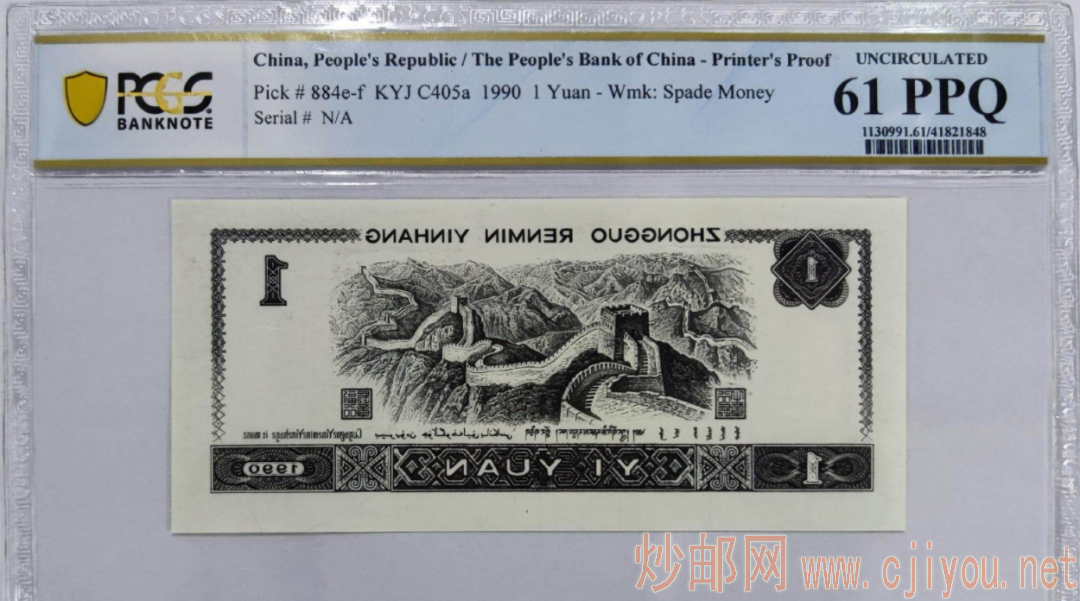 China, People's Republic / The People's Bank of China - Printer's Proof
Pick # 884e-f KYJ C405a 1990 1 Yuan - Wmk: Spade Money
Serial # N/A
PCGS
BANKNOTE
UNCIRCULATED
61 PPQ
1130991.61/41821848
ZHONGGUO RENMIN YINHANG
1
1
1990
YI YUAN
1
炒邮网 www.cjiyou.net